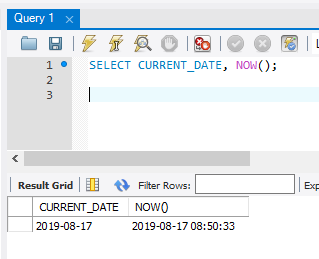 Query 1
L
1 SELECT CURRENT_DATE, NOW();
2
3
Result Grid Filter Rows: Exp
CURRENT_DATE NOW()
2019-08-17 2019-08-17 08:50:33